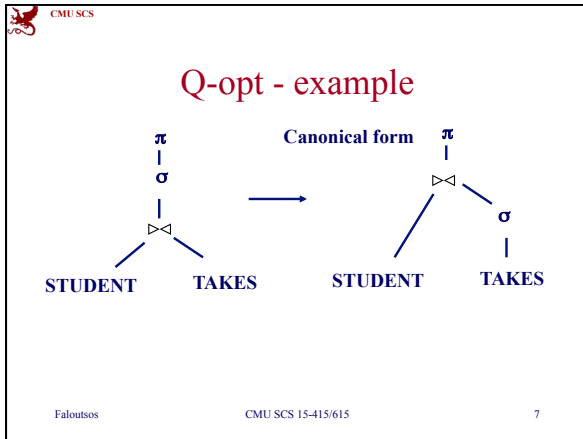 CMU SCS
Q-opt - example
π
σ
⋈
STUDENT TAKES
Canonical form
π
⋈
σ
STUDENT TAKES
Faloutsos CMU SCS 15-415/615 7